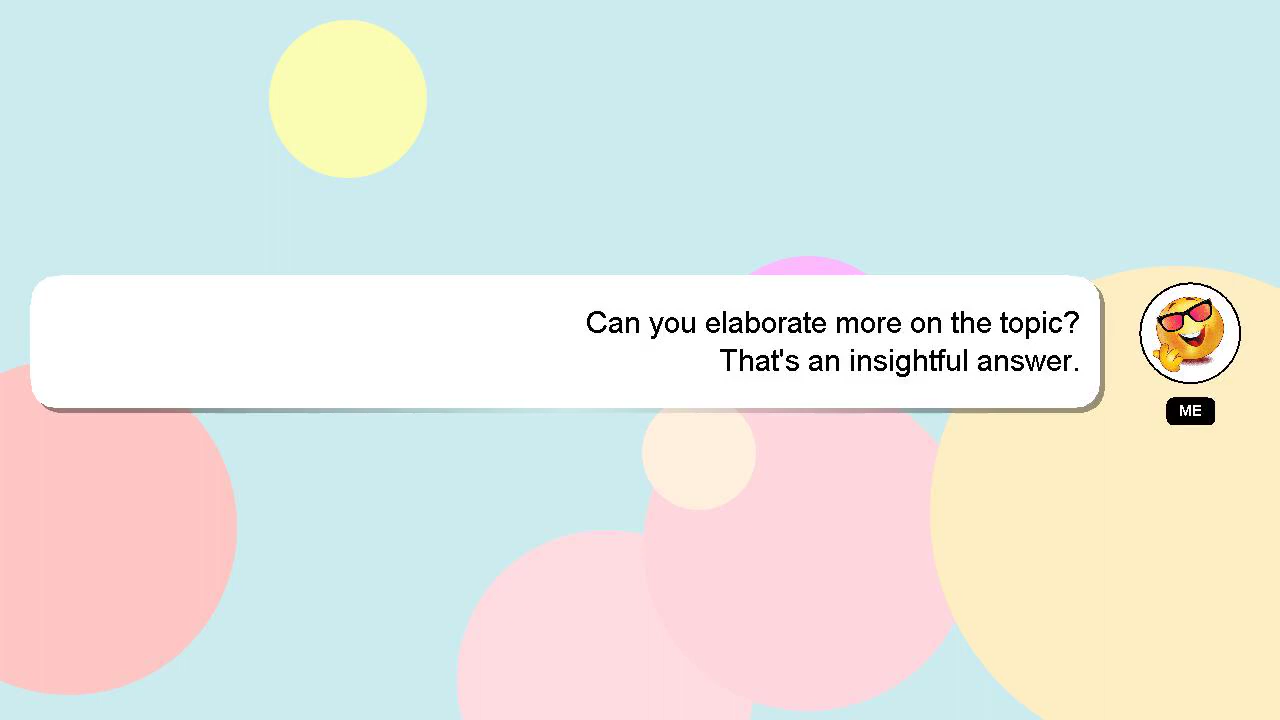 Can you elaborate more on the topic?
That's an insightful answer.
ME